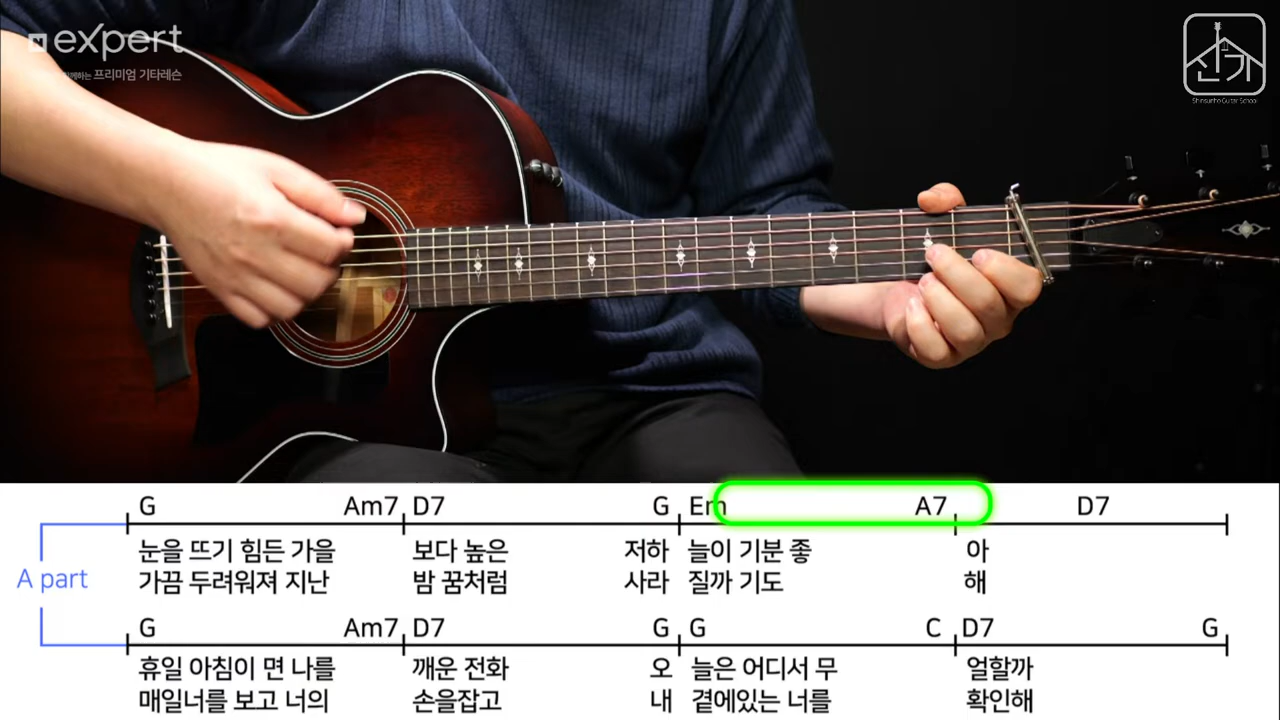 expert
프리미엄 기타레슨
신가
Shinsunho Guitar School
G Am7 D7 G Em A7 D7
눈을 뜨기 힘든 가을 보다 높은 저하 늘이 기분 좋 아
A part
가끔 두려워져 지난 밤 꿈처럼 사라 질까 기도 해
G Am7 D7 G G C D7 G
휴일 아침이 면 나를 깨운 전화 오 늘은 어디서 무 얼할까
매일너를 보고 너의 손을잡고 내 곁에있는 너를 확인해